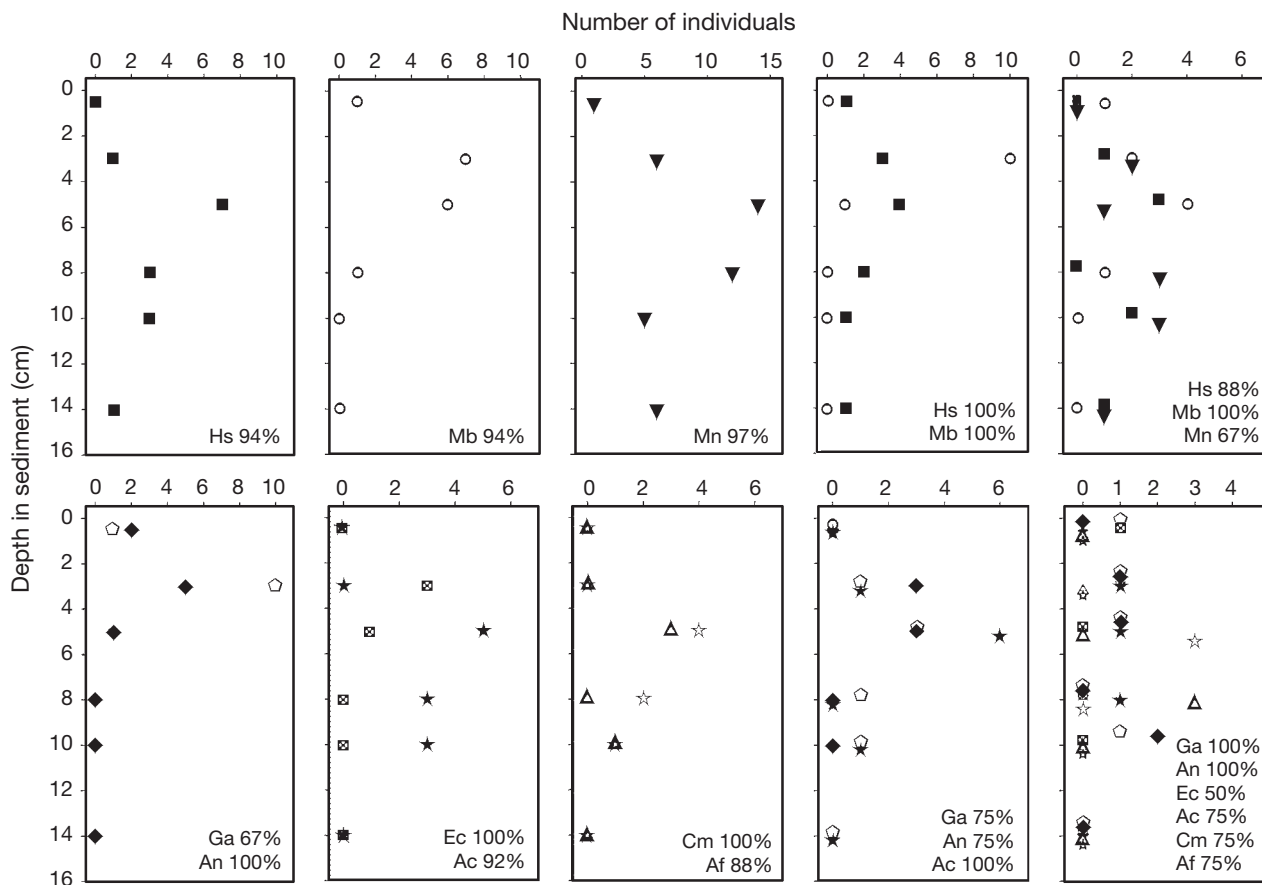 Number of individuals
0 2 4 6 8 10
0 2 4 6 8 10
0 5 10 15
0 2 4 6 8 10
0 2 4 6
0
2
4
6
8
10
12
14
16
Hs 94%
Mb 94%
Mn 97%
Hs 100%
Mb 100%
Hs 88%
Mb 100%
Mn 67%
Depth in sediment (cm)
0 2 4 6 8 10
0 2 4 6
0 2 4 6
0 2 4 6
0 1 2 3 4
0
2
4
6
8
10
12
14
16
Ga 67%
An 100%
Ec 100%
Ac 92%
Cm 100%
Af 88%
Ga 75%
An 75%
Ac 100%
Ga 100%
An 100%
Ec 50%
Ac 75%
Cm 75%
Af 75%